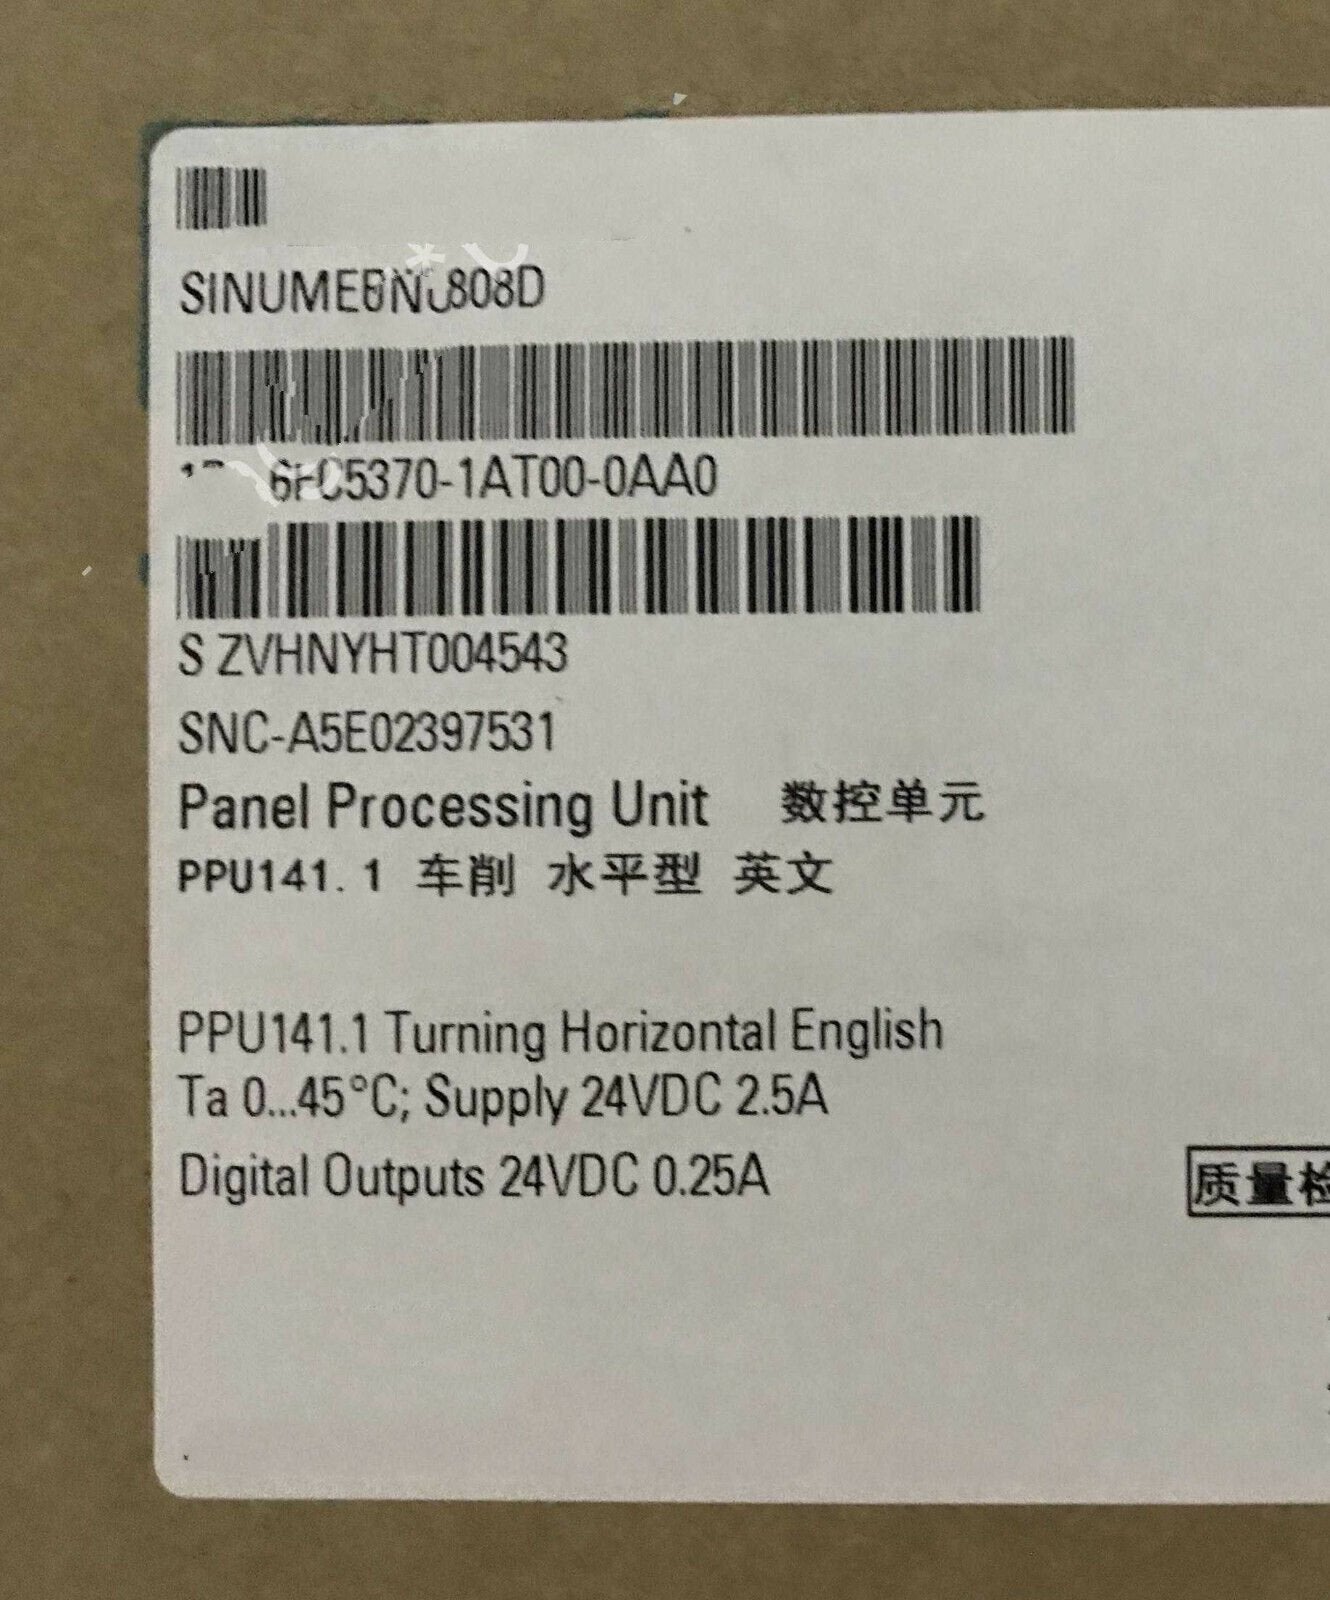 808D
6FC5370-1AT00-0AA0
S ZVHNYHT004543
SNC-A5E02397531
Panel Processing Unit 数控单元
PPU141.1 车削 水平型 英文
PPU141.1 Turning Horizontal English
Ta 0...45°C; Supply 24VDC 2.5A
Digital Outputs 24VDC 0.25A
质量